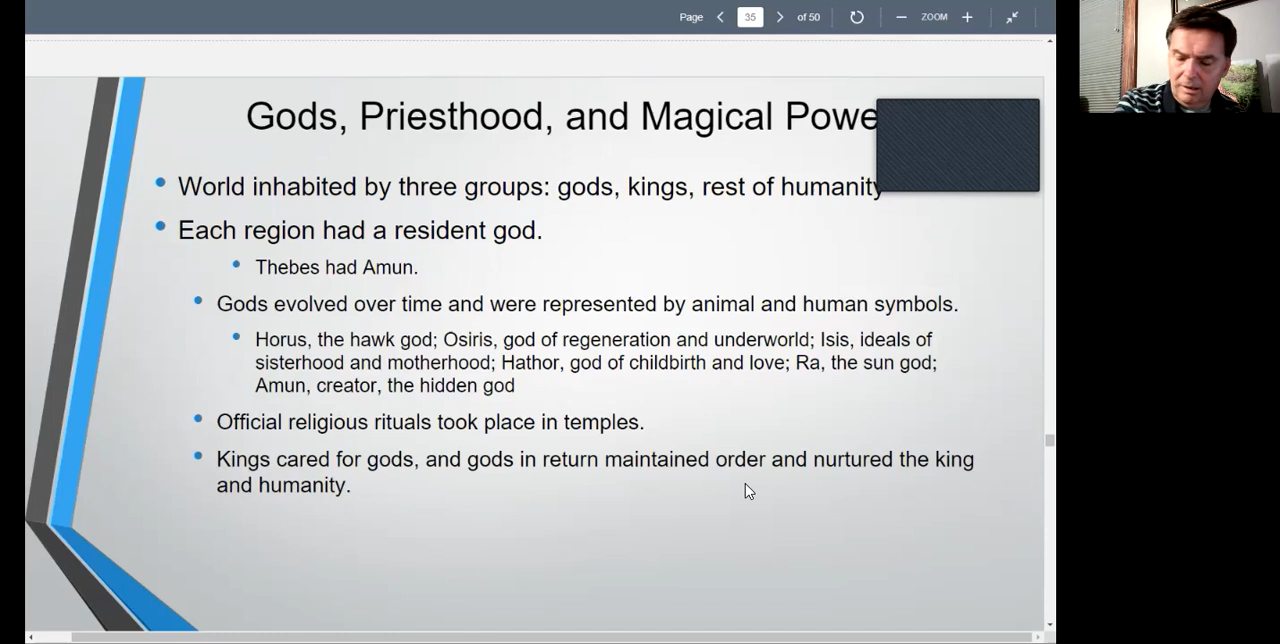 Page 35 of 50 ZOOM
Gods, Priesthood, and Magical Powe
World inhabited by three groups: gods, kings, rest of humanity
Each region had a resident god.
Thebes had Amun.
Gods evolved over time and were represented by animal and human symbols.
Horus, the hawk god; Osiris, god of regeneration and underworld; Isis, ideals of
sisterhood and motherhood; Hathor, god of childbirth and love; Ra, the sun god;
Amun, creator, the hidden god
Official religious rituals took place in temples.
Kings cared for gods, and gods in return maintained order and nurtured the king
and humanity.